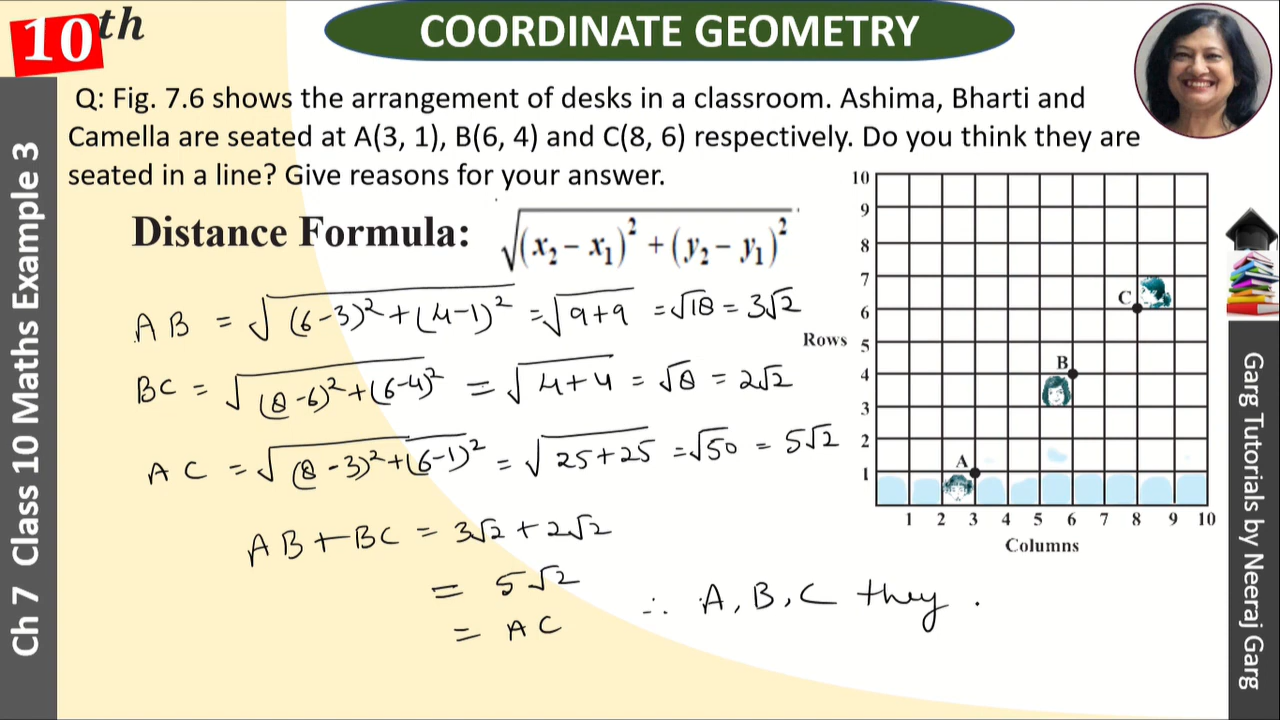 10th
COORDINATE GEOMETRY
Q: Fig. 7.6 shows the arrangement of desks in a classroom. Ashima, Bharti and
Camella are seated at A(3, 1), B(6, 4) and C(8, 6) respectively. Do you think they are
seated in a line? Give reasons for your answer.
Distance Formula: √(x₂ − x₁)² + (y₂ − y₁)²
AB = √(6-3)²+(4-1)² = √9+9 = √18 = 3√2
BC = √(8-6)²+(6-4)² = √4+4 = √8 = 2√2
AC = √(8-3)²+(6-1)² = √25+25 = √50 = 5√2
AB+BC = 3√2 + 2√2
= 5√2
= AC
∴ A, B, C they .
10
9
8
7
6
5
4
3
2
1
Rows
C
B
A
1 2 3 4 5 6 7 8 9 10
Columns
Ch 7 Class 10 Maths Example 3
Garg Tutorials by Neeraj Garg